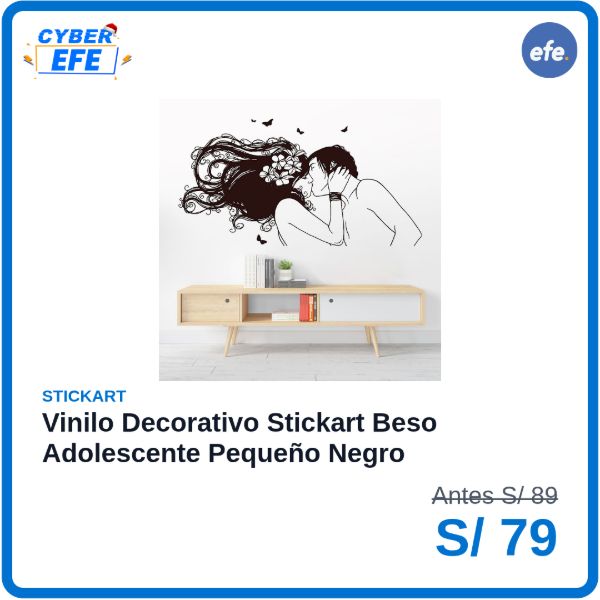 CYBER
EFE
efe.
STICKART
Vinilo Decorativo Stickart Beso
Adolescente Pequeño Negro
Antes S/ 89
S/ 79